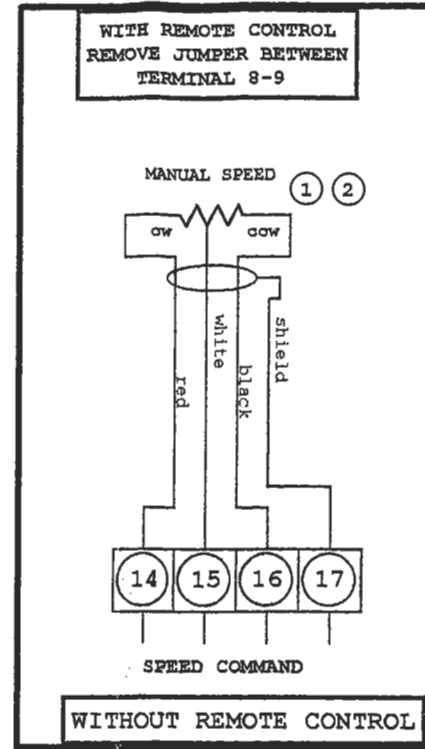 WITH REMOTE CONTROL
REMOVE JUMPER BETWEEN
TERMINAL 8-9
MANUAL SPEED 1 2
cw ccw
red white black shield
14 15 16 17
SPEED COMMAND
WITHOUT REMOTE CONTROL